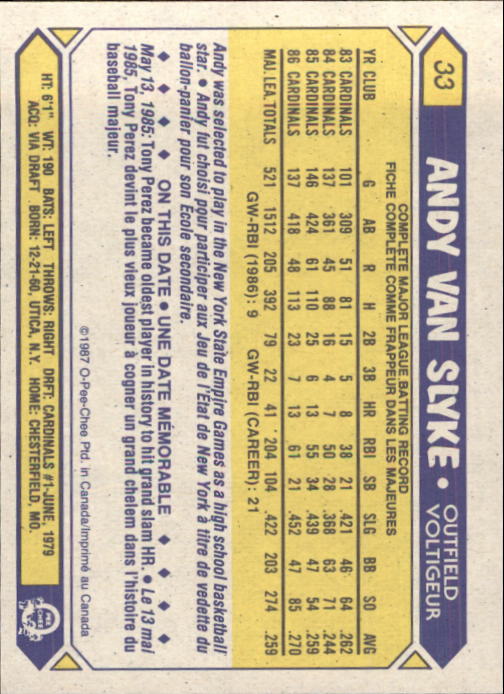 33
ANDY VAN SLYKE • OUTFIELD
VOLTIGEUR
COMPLETE MAJOR LEAGUE BATTING RECORD
FICHE COMPLÈTE COMME FRAPPEUR DANS LES MAJEURES
YR CLUB G AB R H 2B 3B HR RBI SB SLG BB SO AVG
83 CARDINALS 101 309 51 81 15 5 8 38 21 .421 46 64 .262
84 CARDINALS 137 361 45 88 16 4 7 50 28 .368 63 71 .244
85 CARDINALS 146 424 61 110 25 6 13 55 34 .439 47 54 .259
86 CARDINALS 137 418 48 113 23 7 13 61 21 .452 47 85 .270
MAJ. LEA. TOTALS 521 1512 205 392 79 22 41 204 104 .422 203 274 .259
GW-RBI (1986): 9 GW-RBI (CAREER): 21
Andy was selected to play in the New York State Empire Games as a high school basketball
star. • Andy fut choisi pour participer aux Jeu de l'État de New York à titre de vedette du
ballon-panier pour son École secondaire.
ON THIS DATE • UNE DATE MÉMORABLE
May 13, 1985: Tony Perez became oldest player in history to hit grand slam HR. • Le 13 mai
1985, Tony Perez devint le plus vieux joueur à cogner un grand chelem dans l'histoire du
baseball majeur.
©1987 O-Pee-Chee Ptd. in Canada/Imprimé au Canada
HT: 6'1" WT: 190 BATS: LEFT THROWS: RIGHT DRFT: CARDINALS #1-JUNE, 1979
ACQ: VIA DRAFT BORN: 12-21-60, UTICA, N.Y. HOME: CHESTERFIELD, MO.
O
PEE
CHEE